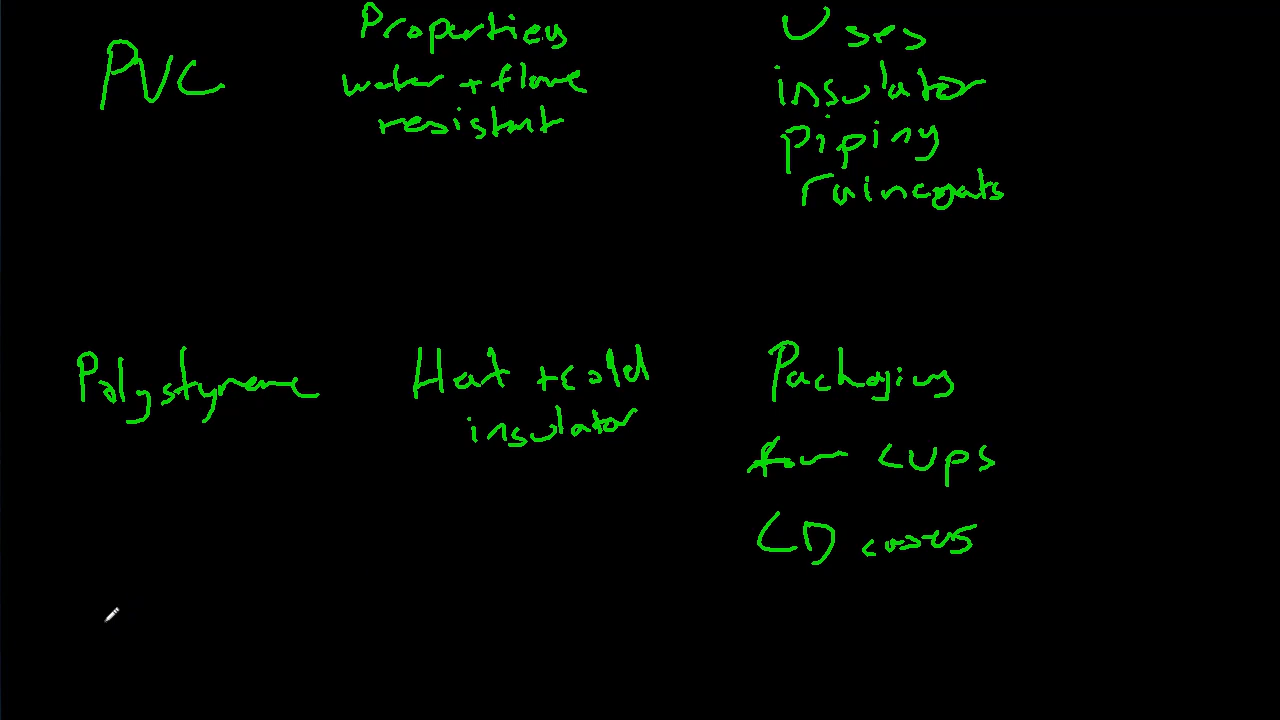 Properties
Uses
PVC
water + flame
resistant
insulator
piping
raincoats
Polystyrene
Heat + cold
insulator
Packaging
foam cups
CD cases